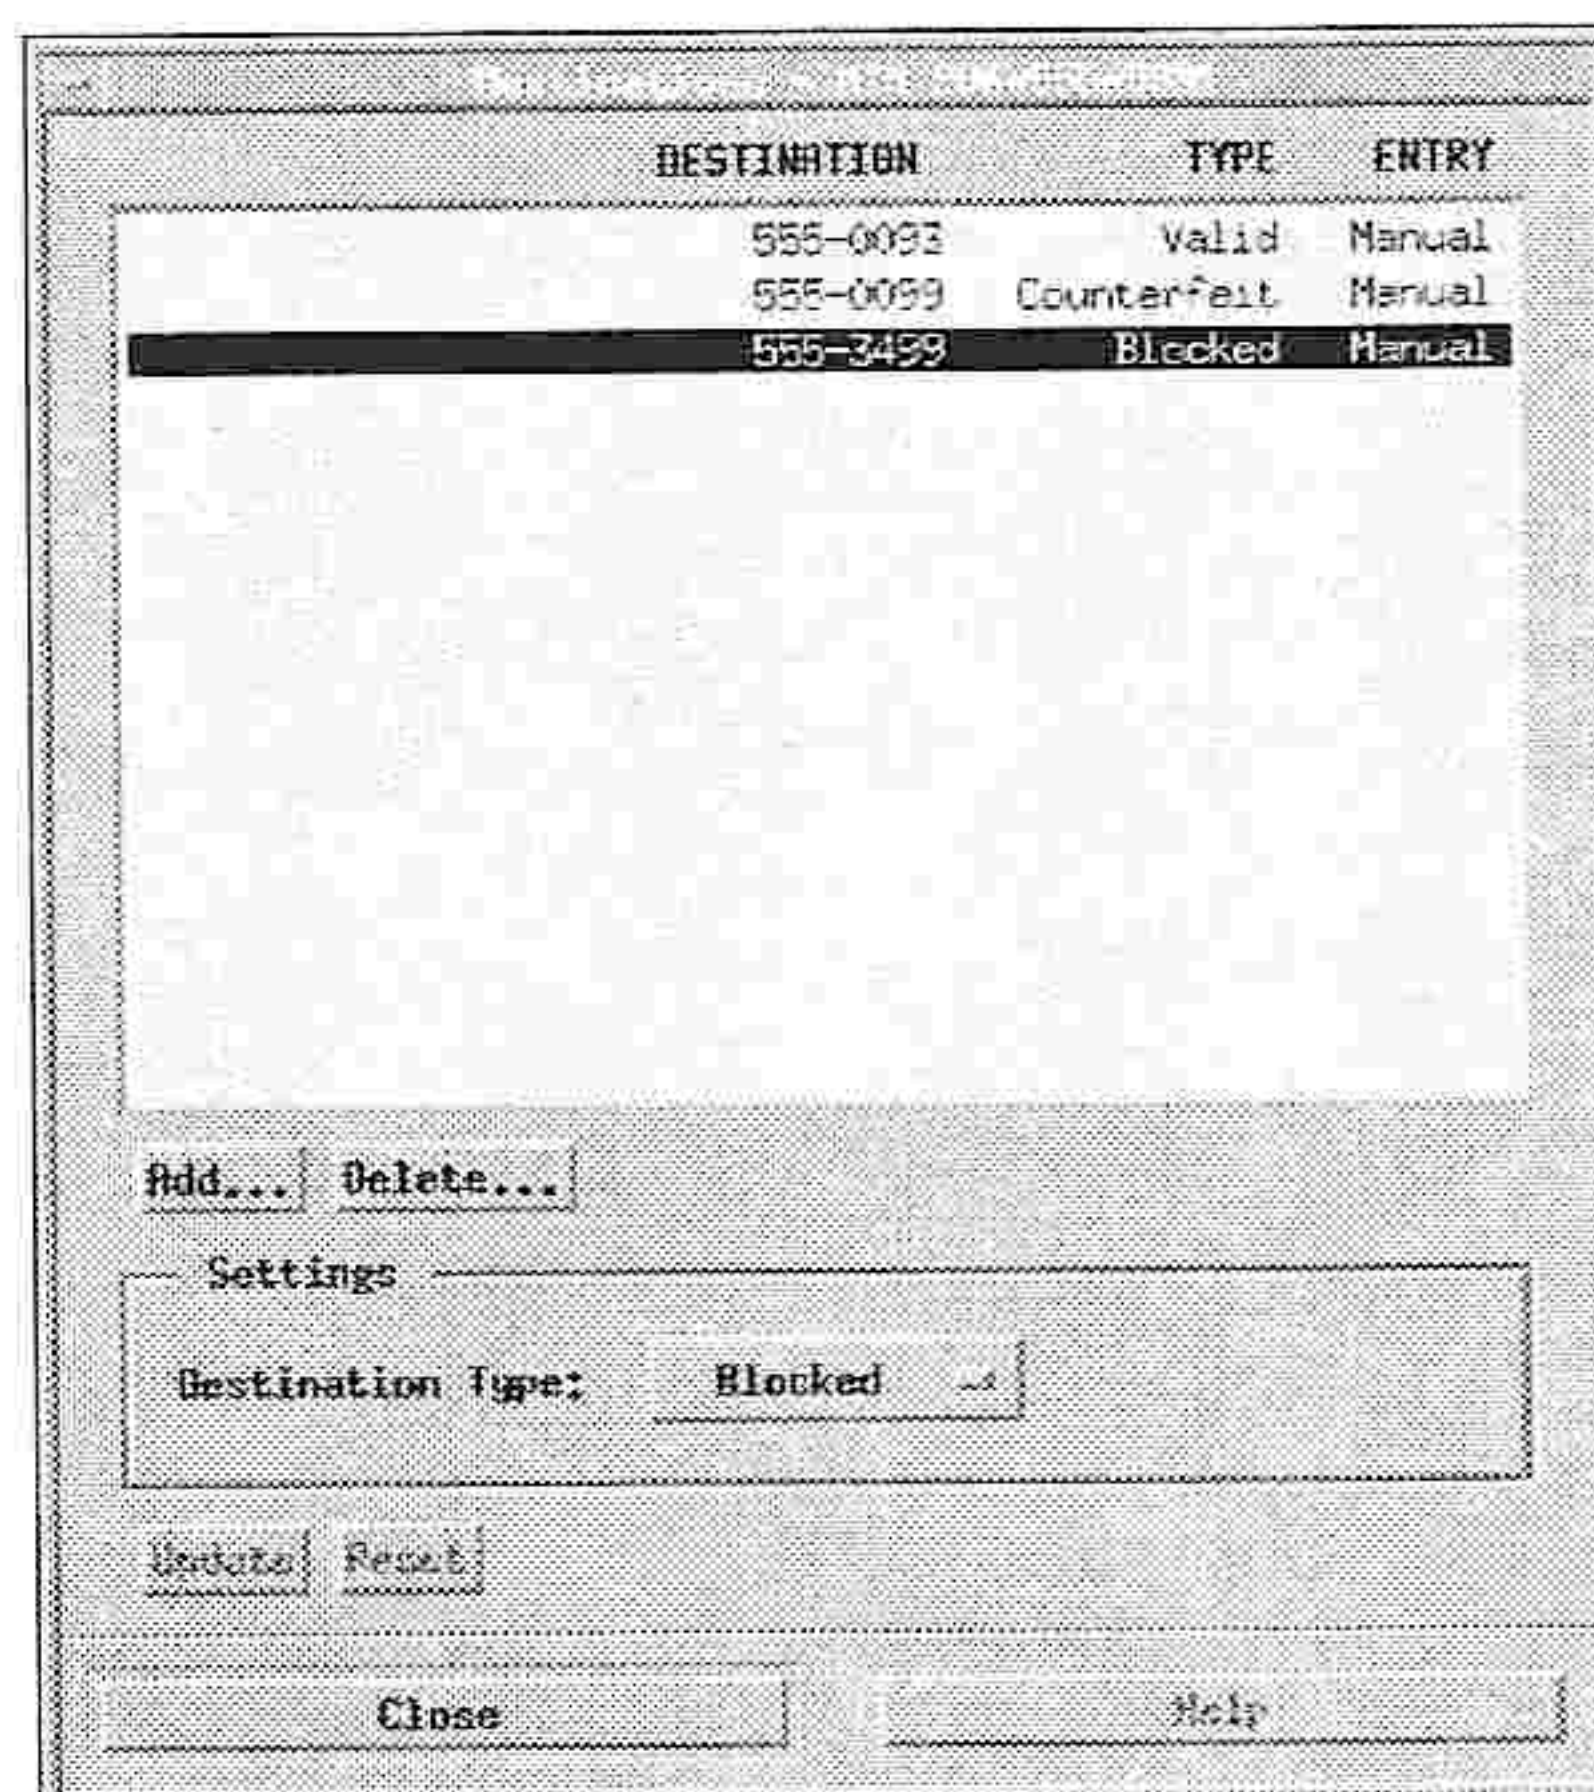 DESTINATION TYPE ENTRY
555-0093 Valid Manual
555-0099 Counterfeit Manual
555-3499 Blocked Manual
Add... Delete...
Settings
Destination Type: Blocked
Update Reset
Close Help